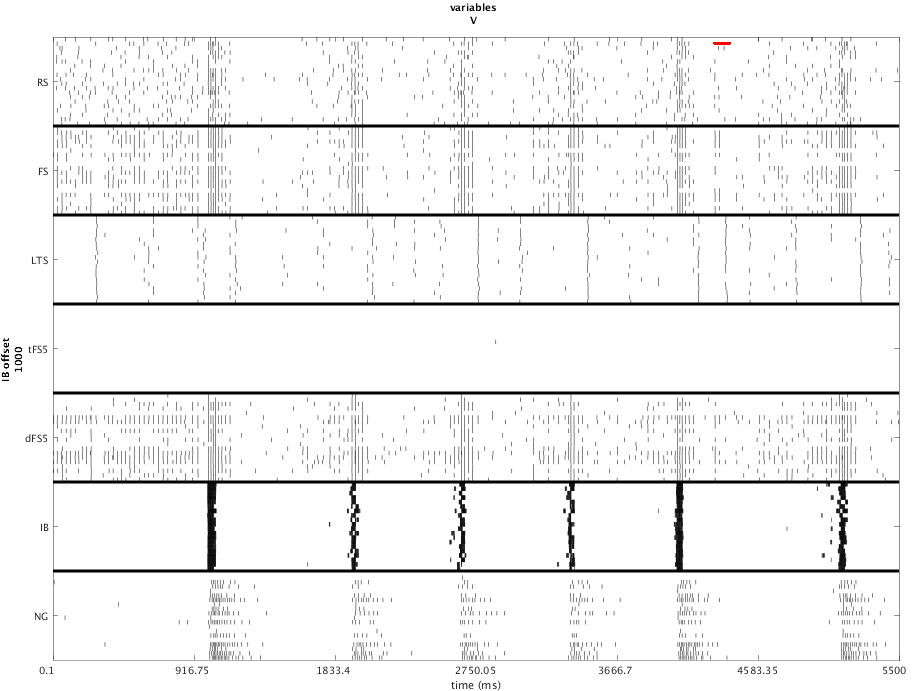 variables
V
RS
FS
LTS
tFS5
dFS5
IB
NG
IB offset
1000
0.1 916.75 1833.4 2750.05 3666.7 4583.35 5500
time (ms)